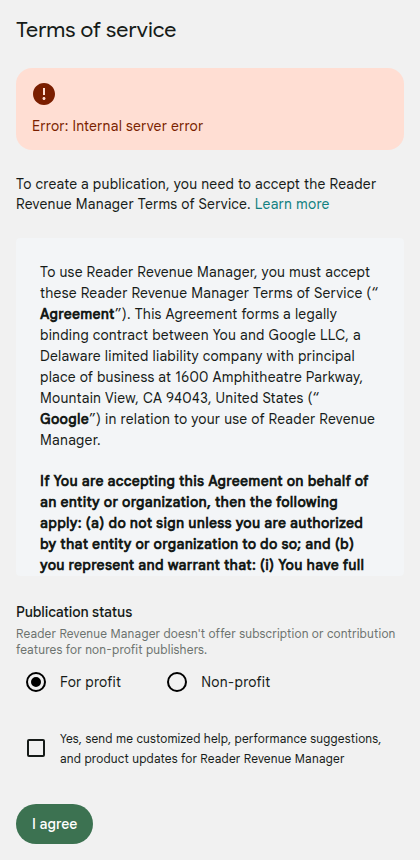 Terms of service
Error: Internal server error
To create a publication, you need to accept the Reader
Revenue Manager Terms of Service. Learn more
To use Reader Revenue Manager, you must accept
these Reader Revenue Manager Terms of Service (“
Agreement”). This Agreement forms a legally
binding contract between You and Google LLC, a
Delaware limited liability company with principal
place of business at 1600 Amphitheatre Parkway,
Mountain View, CA 94043, United States (“
Google”) in relation to your use of Reader Revenue
Manager.
If You are accepting this Agreement on behalf of
an entity or organization, then the following
apply: (a) do not sign unless you are authorized
by that entity or organization to do so; and (b)
you represent and warrant that: (i) You have full
Publication status
Reader Revenue Manager doesn't offer subscription or contribution
features for non-profit publishers.
For profit
Non-profit
Yes, send me customized help, performance suggestions,
and product updates for Reader Revenue Manager
I agree